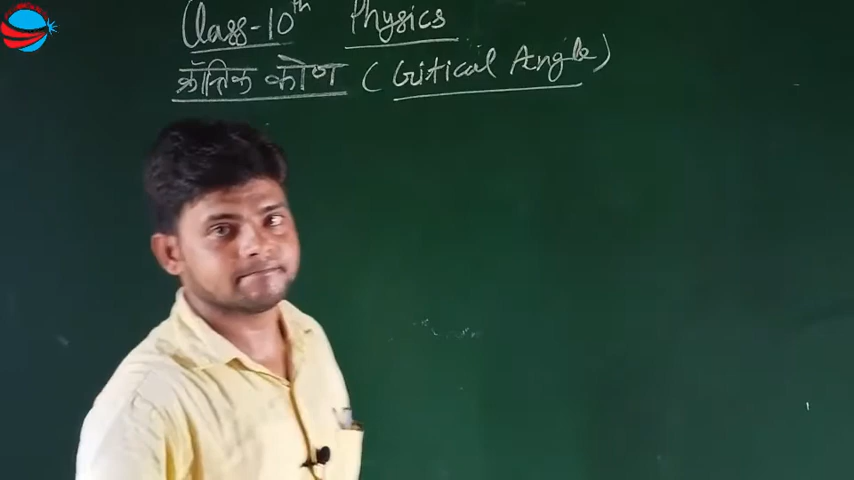 Class-10th Physics
क्रॉन्तिक कोण (Critical Angle)